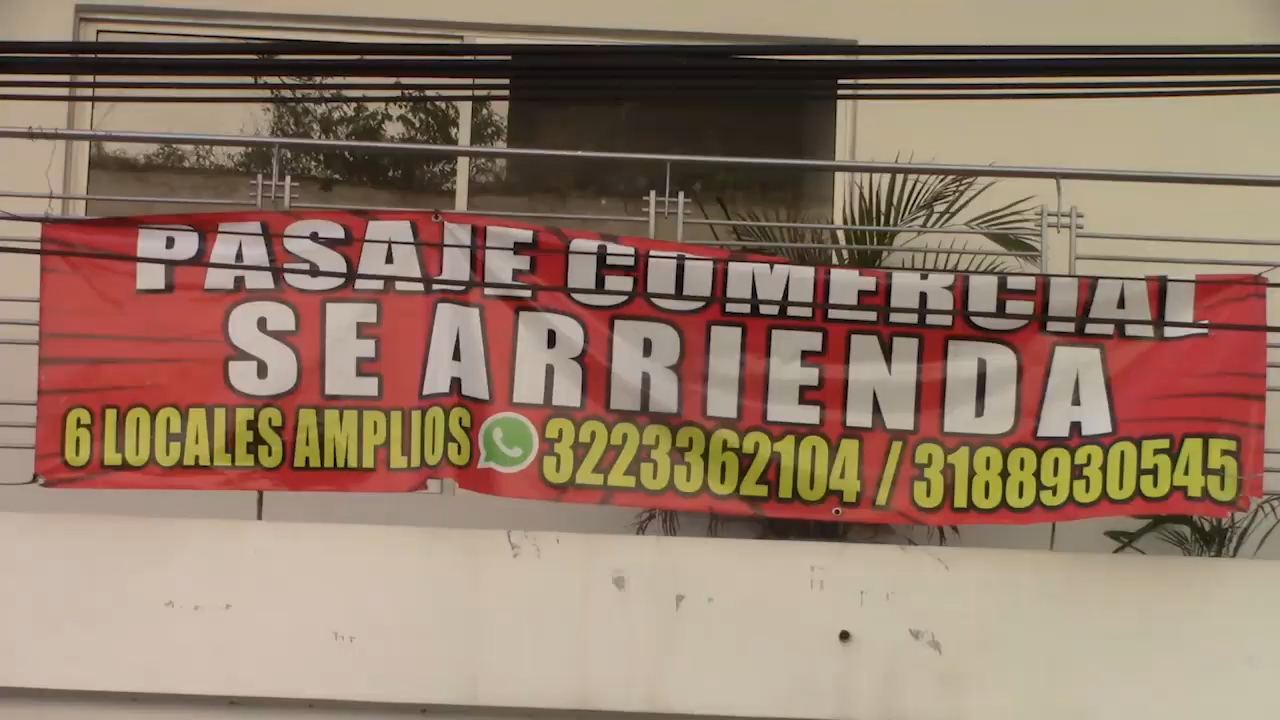 PASAJE COMERCIAL
SE ARRIENDA
6 LOCALES AMPLIOS 3223362104 / 3188930545